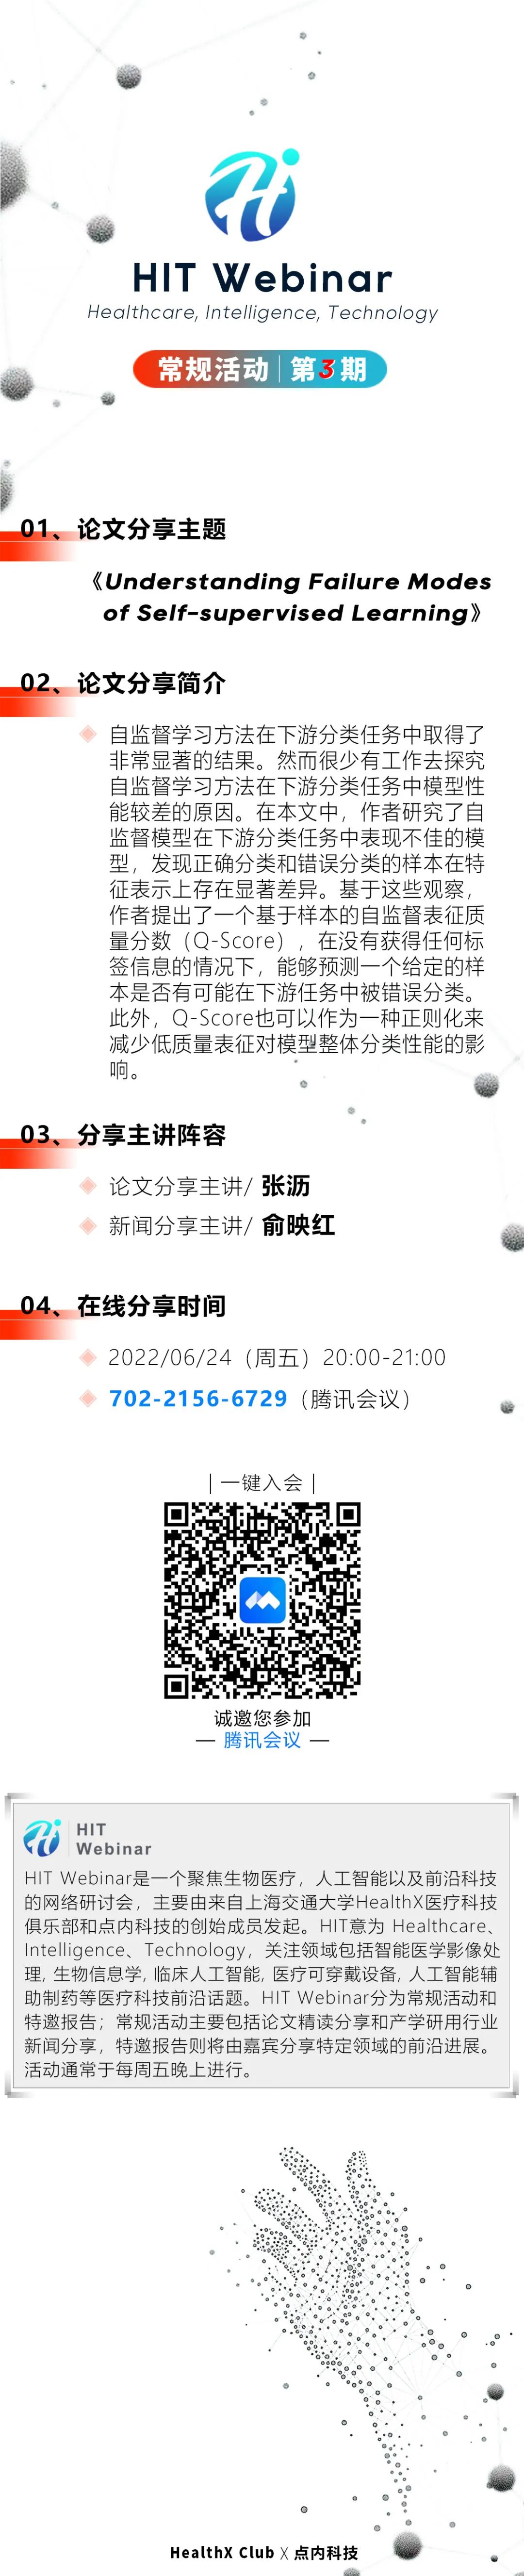 HIT Webinar
Healthcare, Intelligence, Technology
常规活动 | 第3期
01、论文分享主题
《Understanding Failure Modes
of Self-supervised Learning》
02、论文分享简介
自监督学习方法在下游分类任务中取得了
非常显著的结果。然而很少有工作去探究
自监督学习方法在下游分类任务中模型性
能较差的原因。在本文中，作者研究了自
监督模型在下游分类任务中表现不佳的模
型，发现正确分类和错误分类的样本在特
征表示上存在显著差异。基于这些观察，
作者提出了一个基于样本的自监督表征质
量分数（Q-Score），在没有获得任何标
签信息的情况下，能够预测一个给定的样
本是否有可能在下游任务中被错误分类。
此外，Q-Score也可以作为一种正则化来
减少低质量表征对模型整体分类性能的影
响。
03、分享主讲阵容
论文分享主讲/ 张沥
新闻分享主讲/ 俞映红
04、在线分享时间
2022/06/24（周五）20:00-21:00
702-2156-6729（腾讯会议）
| 一键入会 |
诚邀您参加
— 腾讯会议 —
HIT
Webinar
HIT Webinar是一个聚焦生物医疗，人工智能以及前沿科技
的网络研讨会，主要由来自上海交通大学HealthX医疗科技
俱乐部和点内科技的创始成员发起。HIT意为 Healthcare、
Intelligence、Technology，关注领域包括智能医学影像处
理, 生物信息学, 临床人工智能, 医疗可穿戴设备, 人工智能辅
助制药等医疗科技前沿话题。HIT Webinar分为常规活动和
特邀报告；常规活动主要包括论文精读分享和产学研用行业
新闻分享，特邀报告则将由嘉宾分享特定领域的前沿进展。
活动通常于每周五晚上进行。
HealthX Club X 点内科技